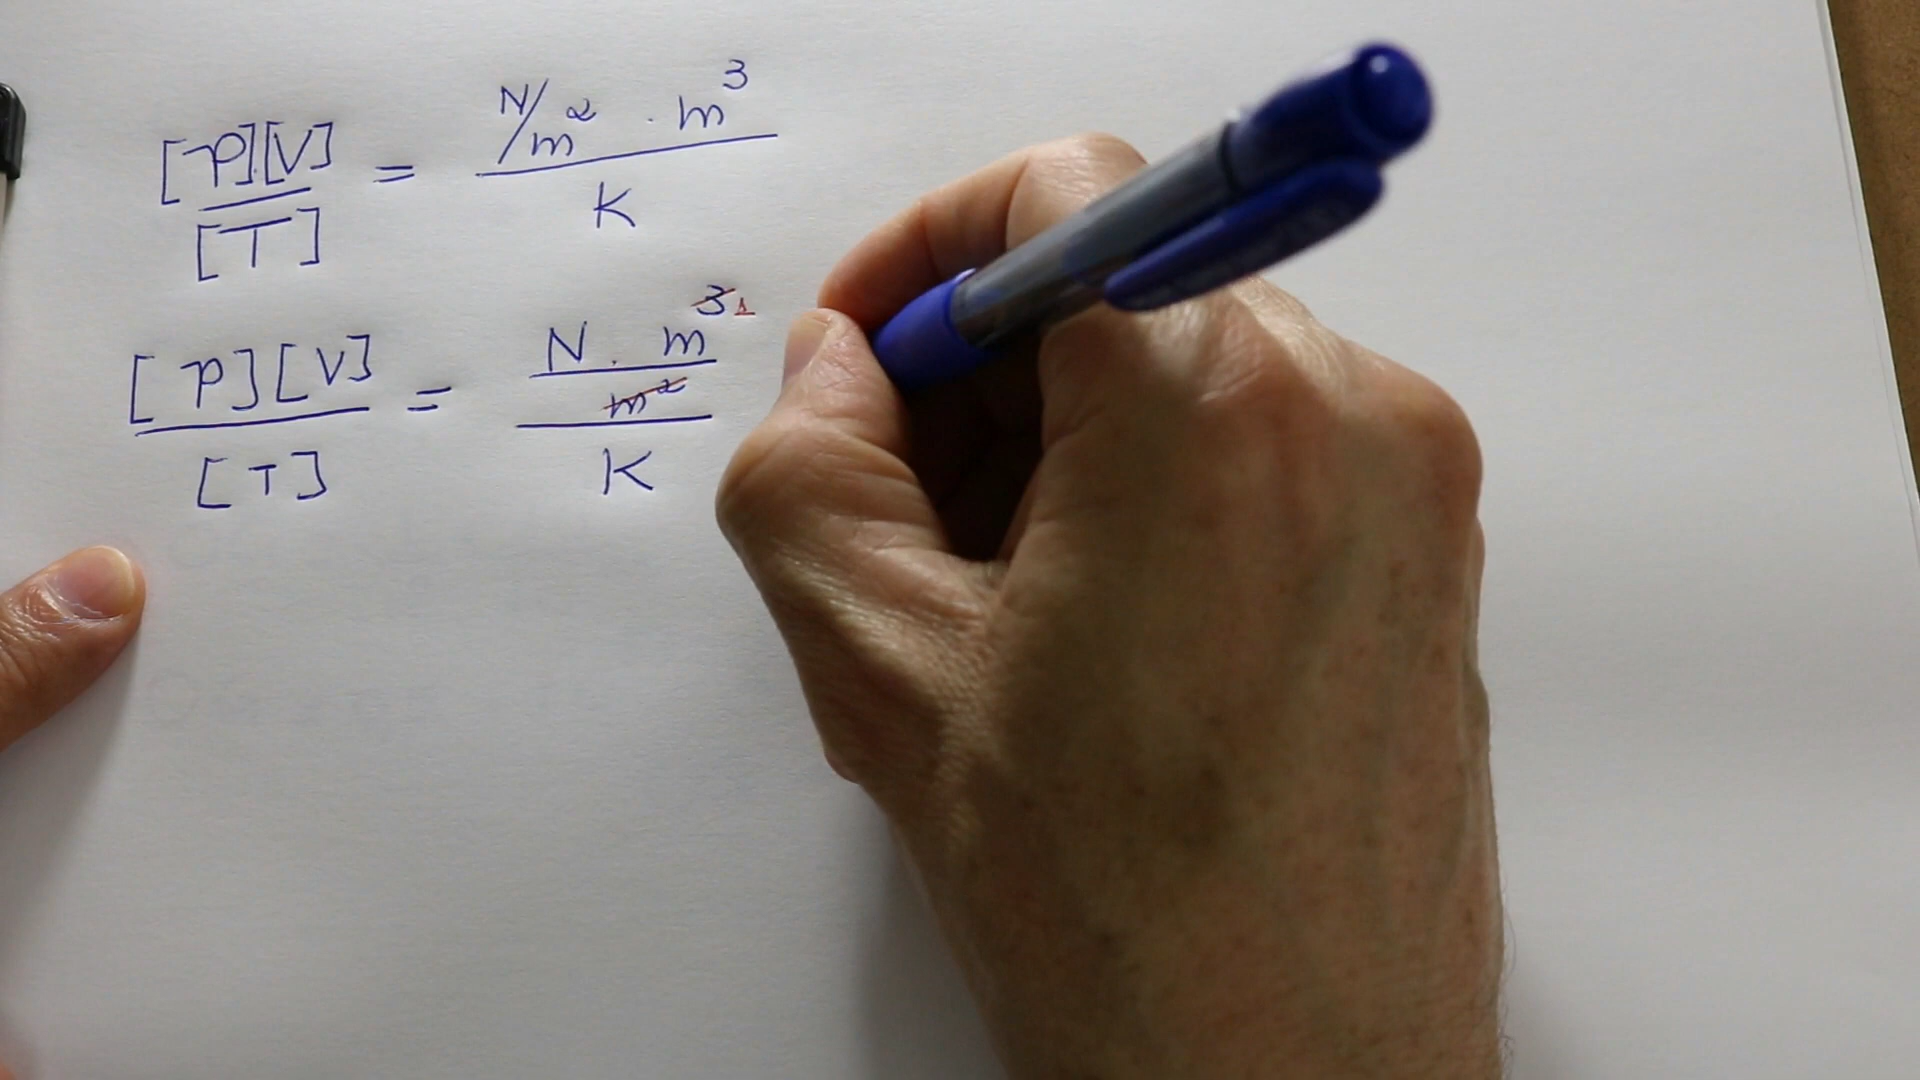 [P][V] / [T] = N/m² · m³ / K
[P][V] / [T] = N · m³ 1 / m² / K